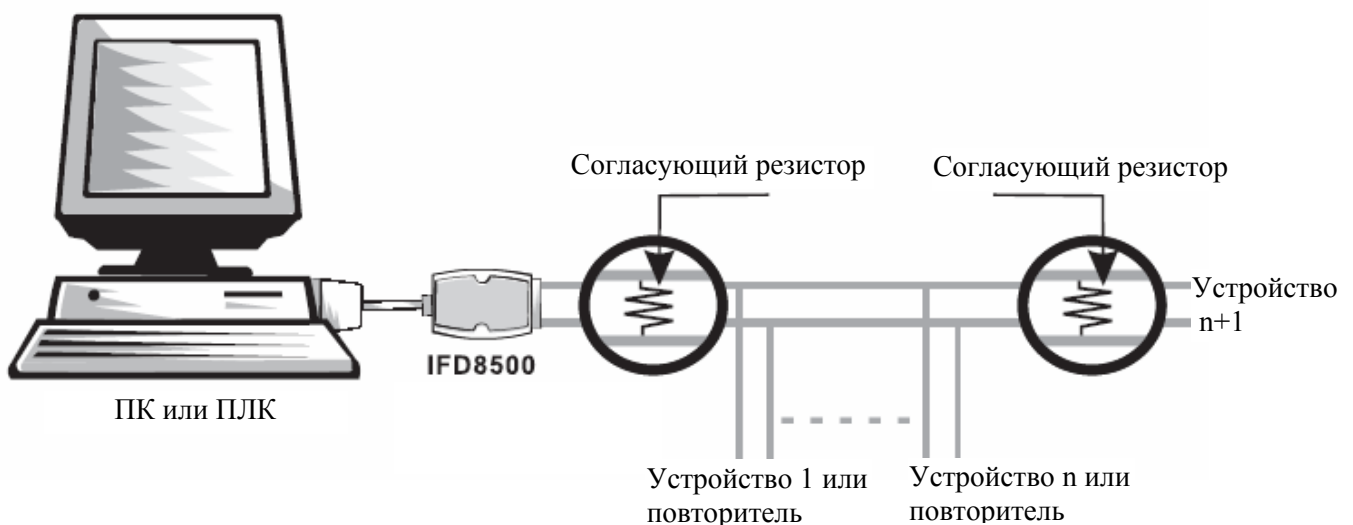 Согласующий резистор
Согласующий резистор
Устройство
n+1
IFD8500
ПК или ПЛК
Устройство 1 или
повторитель
Устройство n или
повторитель